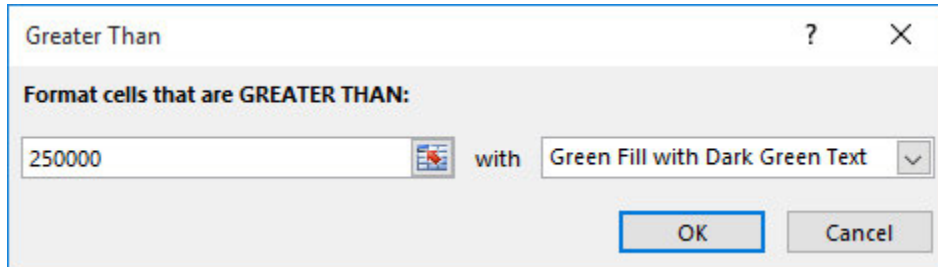 Greater Than ?
Format cells that are GREATER THAN:
250000 with Green Fill with Dark Green Text
OK Cancel